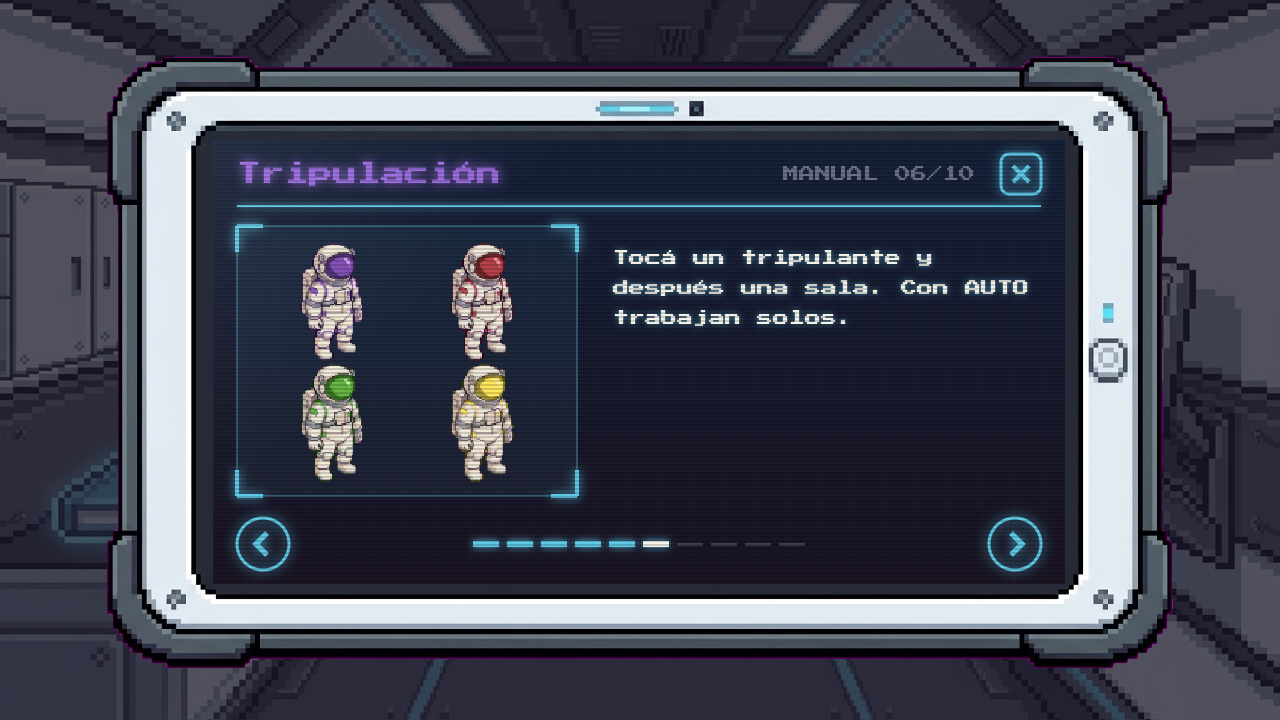 Tripulación
MANUAL 06/10
Tocá un tripulante y
después una sala. Con AUTO
trabajan solos.